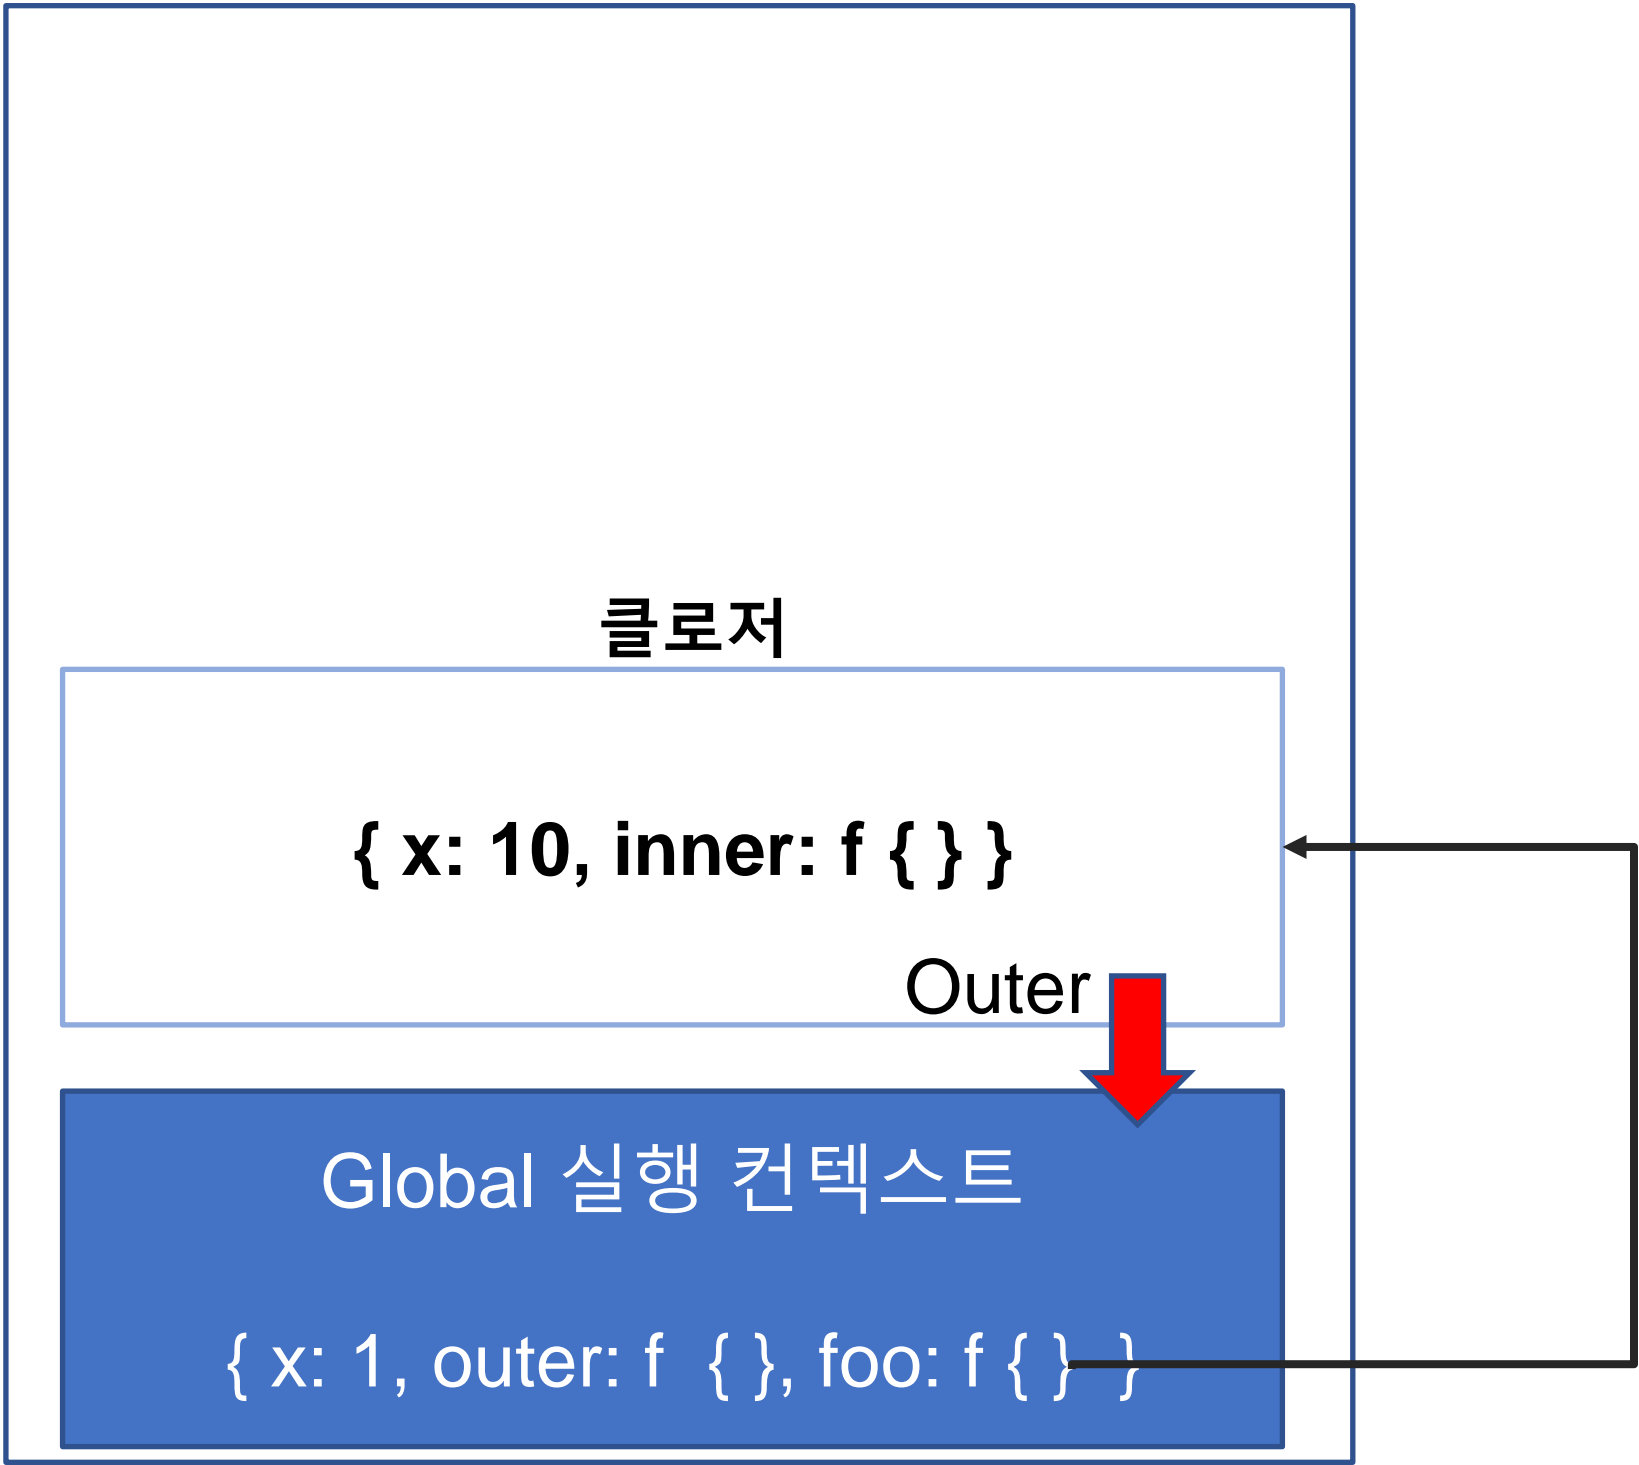 클로저
{ x: 10, inner: f { } }
Outer
Global 실행 컨텍스트
{ x: 1, outer: f { }, foo: f { } }